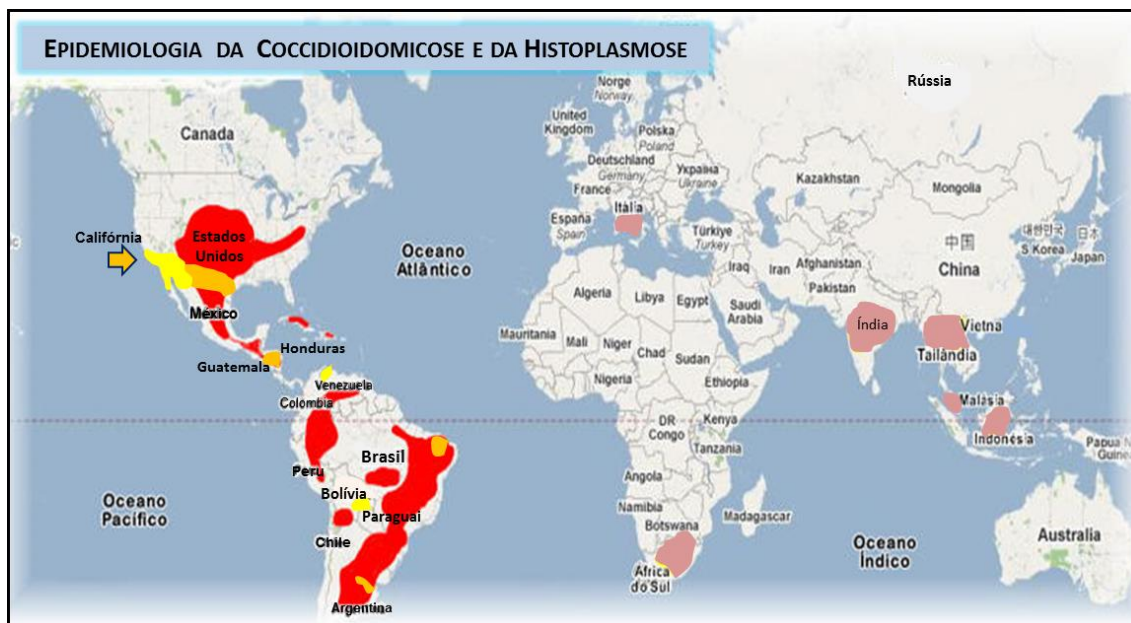 EPIDEMIOLOGIA DA COCCIDIOIDOMICOSE E DA HISTOPLASMOSE
Rússia
Norge
Norway
Canada
United
Kingdom
Polska
Poland
Deutschland
Germany
Україна
Ukraine
France
Kazakhstan
Mongolia
Itália
España
Spain
Türkiye
Turkey
中国
China
대한민국
S Korea
日本
Japan
Califórnia
Estados
Unidos
Oceano
Atlântico
Iraq
Iran
Afghanistan
Pakistan
Algeria
Libya
Egypt
Saudi
Arabia
México
Mauritania
Mali
Niger
Chad
Sudan
Índia
Vietna
Tailândia
Honduras
Guatemala
Nigeria
Ethiopia
Venezuela
Colombia
Malásia
DR
Congo
Kenya
Indonésia
Papua N
Guine
Tanzania
Brasil
Peru
Angola
Bolívia
Oceano
Pacífico
Paraguai
Namibia
Botswana
Madagascar
Chile
Australia
Oceano
Índico
África
do Sul
Argentina